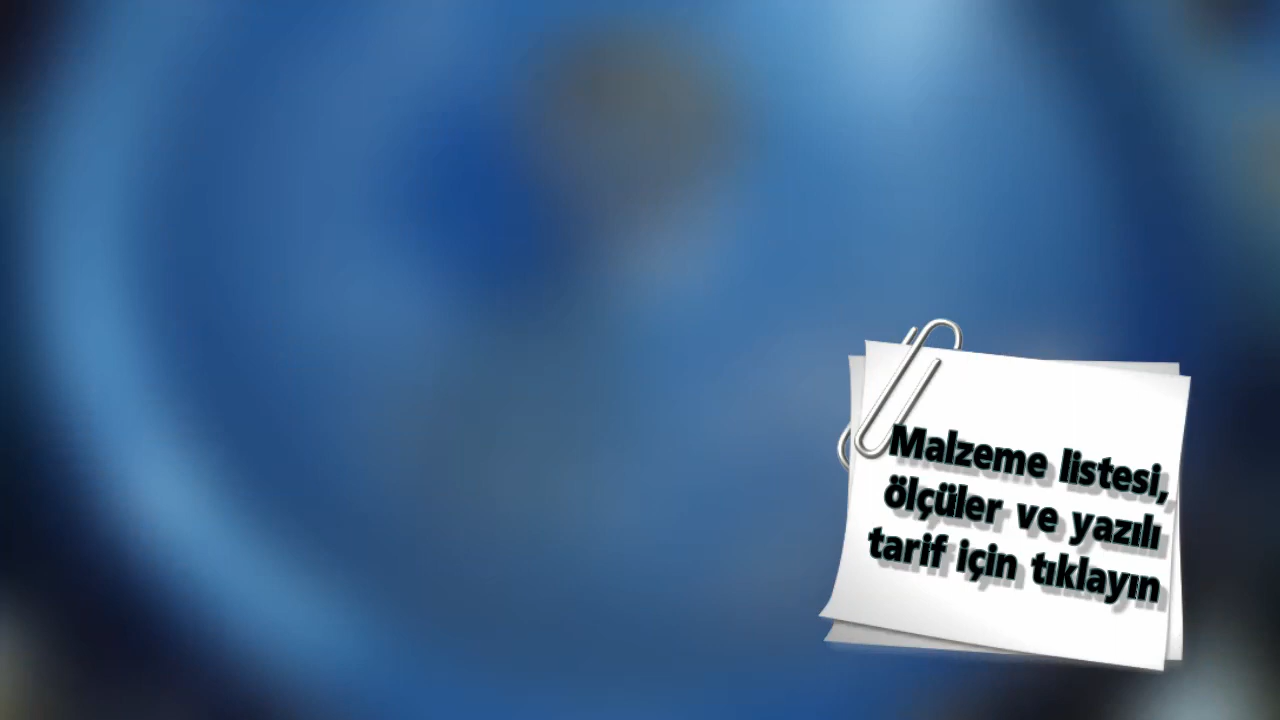 Malzeme listesi,
ölçüler ve yazılı
tarif için tıklayın